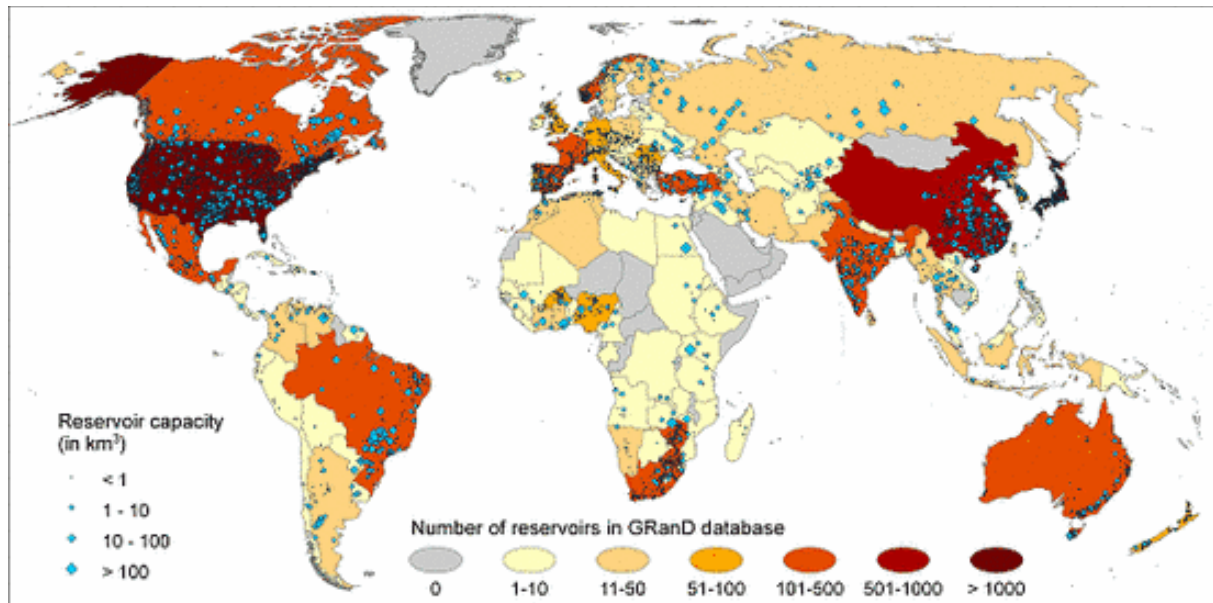 Reservoir capacity
(in km³)
< 1
1 - 10
10 - 100
> 100
Number of reservoirs in GRanD database
0 1-10 11-50 51-100 101-500 501-1000 > 1000